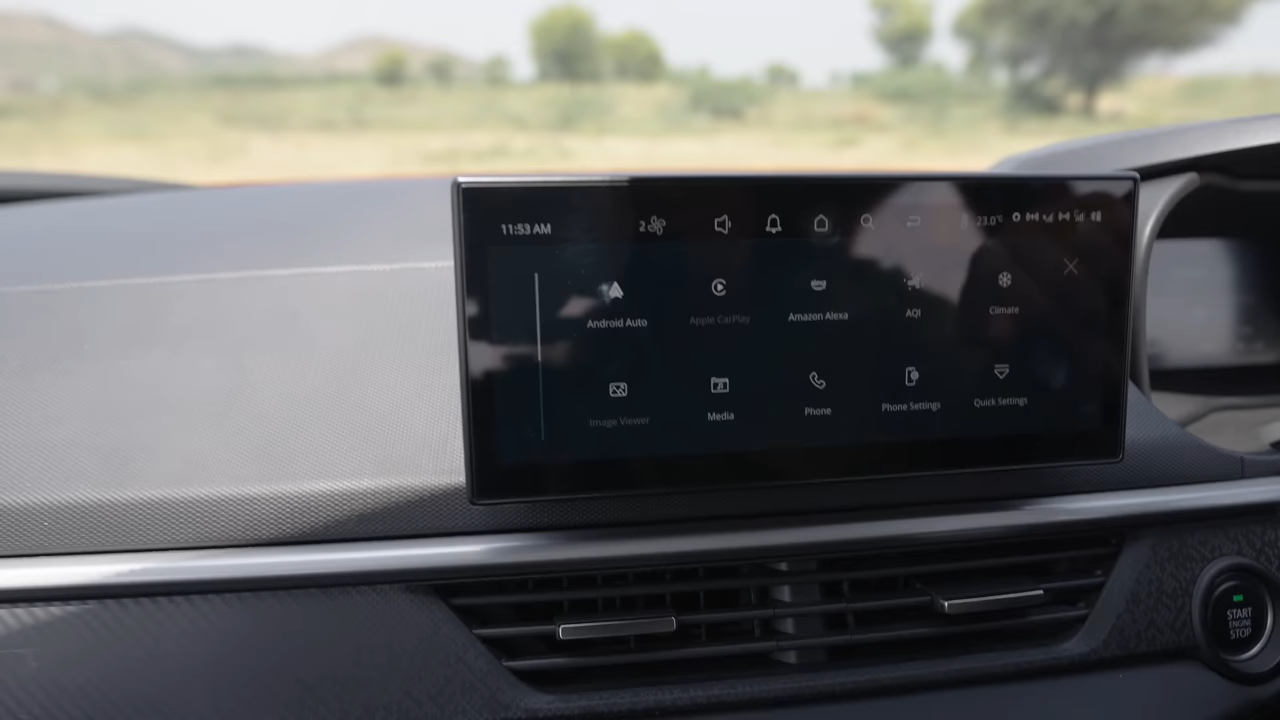 11:53 AM
2
23.0°C
Android Auto
Apple CarPlay
Amazon Alexa
AQI
Climate
Image Viewer
Media
Phone
Phone Settings
Quick Settings
START
ENGINE
STOP